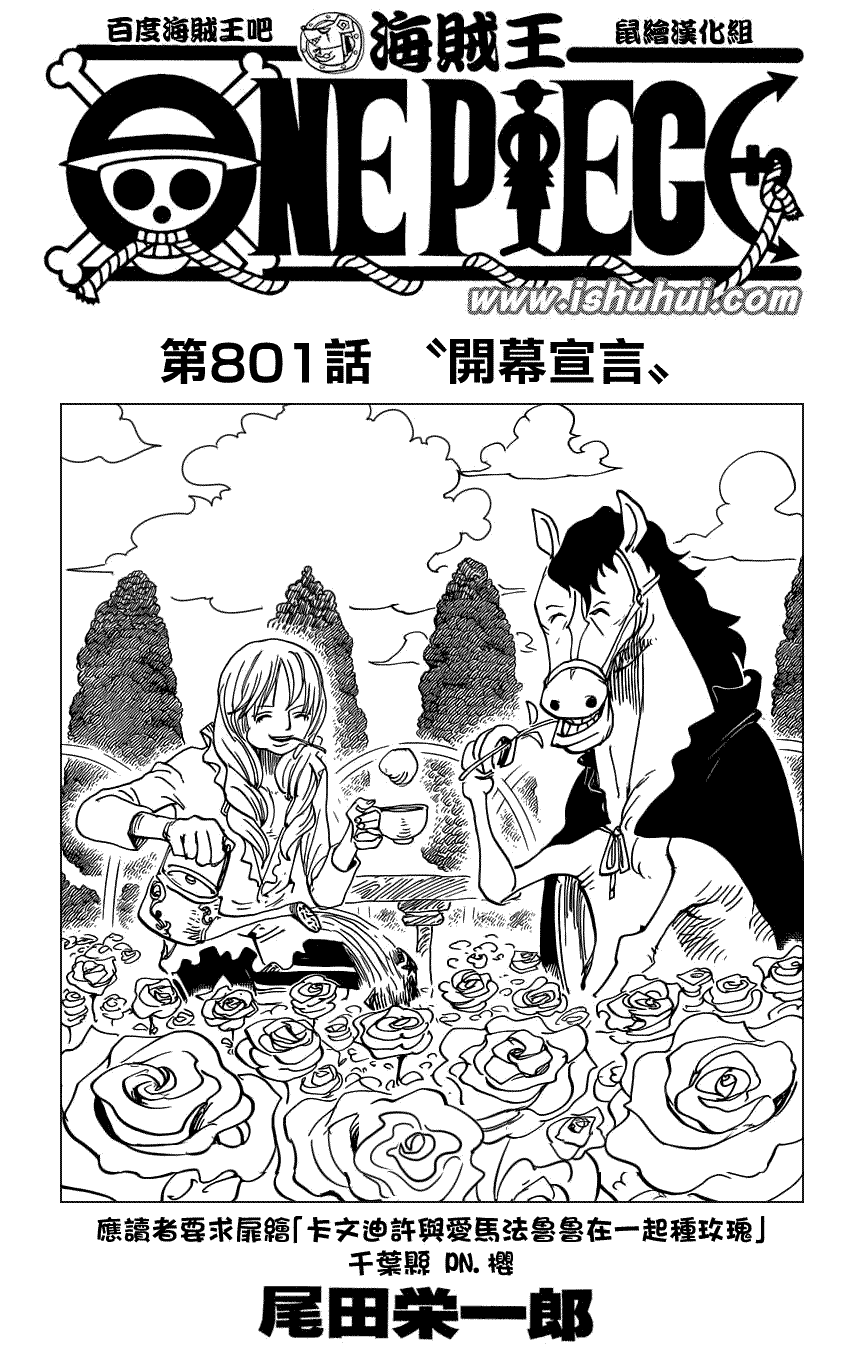 百度海賊王吧 海賊王 鼠繪漢化組
ONE PIECE
www.ishuhui.com
第801話 〝開幕宣言〟
應讀者要求扉繪「卡文迪許與愛馬法魯魯在一起種玫瑰」
千葉縣 PN.櫻
尾田栄一郎